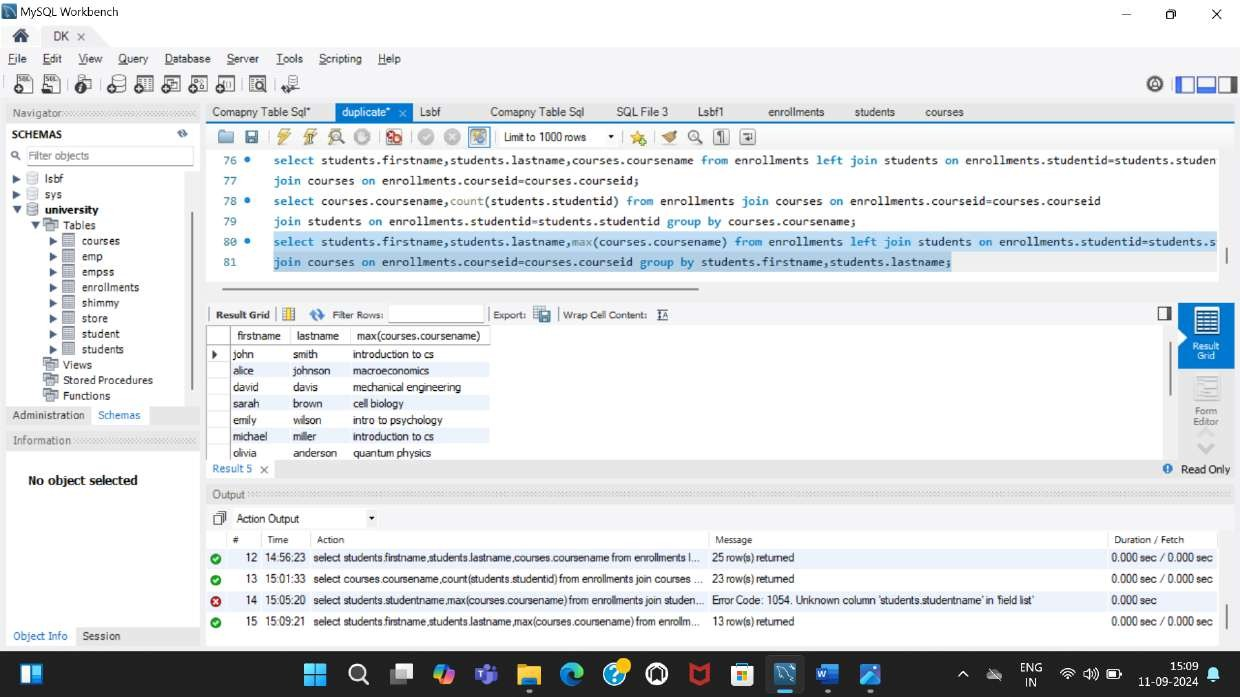 MySQL Workbench
DK
File Edit View Query Database Server Tools Scripting Help
Navigator
SCHEMAS
Filter objects
lsbf
sys
university
Tables
courses
emp
empss
enrollments
shimmy
store
student
students
Views
Stored Procedures
Functions
Administration Schemas
Information
No object selected
Object Info Session
Comapny Table Sql* duplicate* Lsbf Comapny Table Sql SQL File 3 Lsbf1 enrollments students courses
Limit to 1000 rows
76 select students.firstname,students.lastname,courses.coursename from enrollments left join students on enrollments.studentid=students.studen
77 join courses on enrollments.courseid=courses.courseid;
78 select courses.coursename,count(students.studentid) from enrollments join courses on enrollments.courseid=courses.courseid
79 join students on enrollments.studentid=students.studentid group by courses.coursename;
80 select students.firstname,students.lastname,max(courses.coursename) from enrollments left join students on enrollments.studentid=students.s
81 join courses on enrollments.courseid=courses.courseid group by students.firstname,students.lastname;
Result Grid Filter Rows: Export: Wrap Cell Content:
firstname lastname max(courses.coursename)
john smith introduction to cs
alice johnson macroeconomics
david davis mechanical engineering
sarah brown cell biology
emily wilson intro to psychology
michael miller introduction to cs
olivia anderson quantum physics
Result Grid
Form Editor
Result 5
Read Only
Output
Action Output
# Time Action Message Duration / Fetch
12 14:56:23 select students.firstname,students.lastname,courses.coursename from enrollments l... 25 row(s) returned 0.000 sec / 0.000 sec
13 15:01:33 select courses.coursename,count(students.studentid) from enrollments join courses ... 23 row(s) returned 0.000 sec / 0.000 sec
14 15:05:20 select students.studentname,max(courses.coursename) from enrollments join studen... Error Code: 1054. Unknown column 'students.studentname' in 'field list' 0.000 sec
15 15:09:21 select students.firstname,students.lastname,max(courses.coursename) from enrollm... 13 row(s) returned 0.000 sec / 0.000 sec
ENG
IN
15:09
11-09-2024